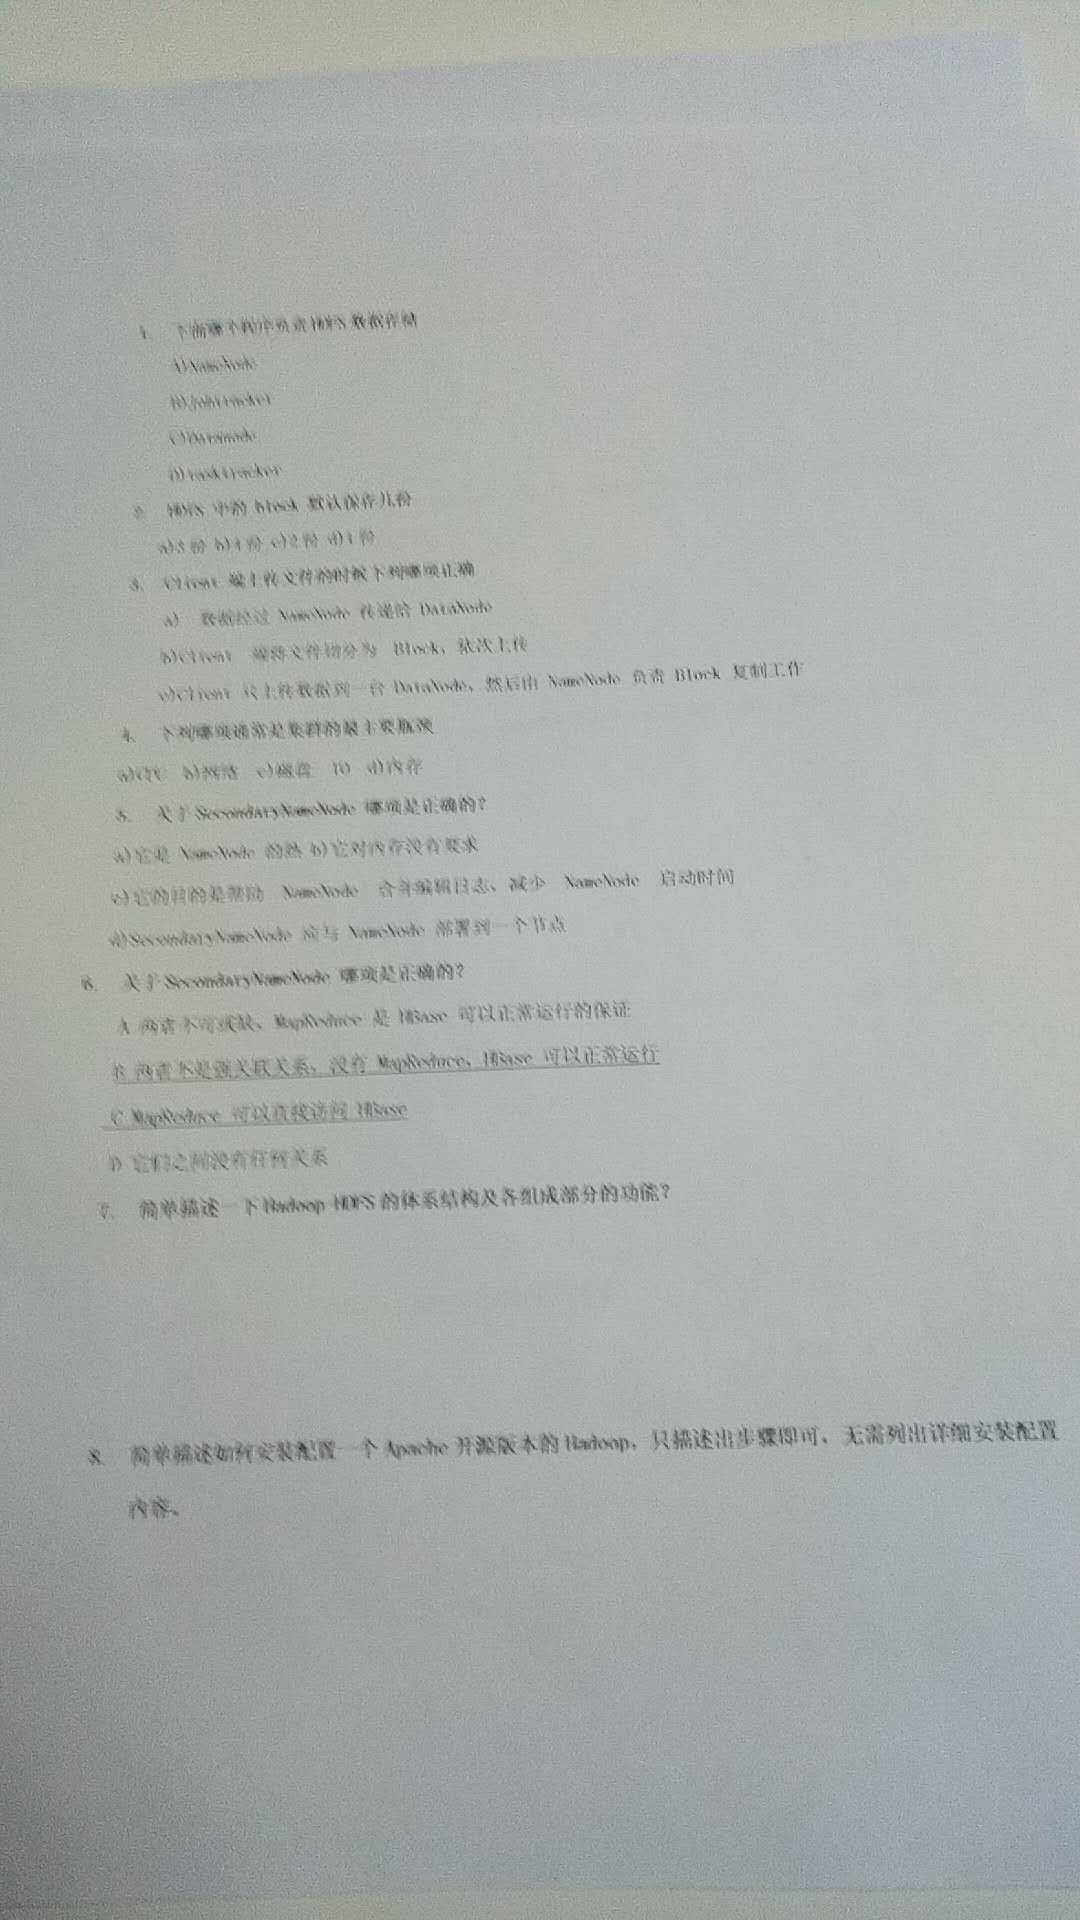 1. 下面哪个程序负责 HDFS 数据存储
A)NameNode
B)Jobtracker
C)Datanode
D)tasktracker
2. HDFS 中的 block 默认保存几份
a)3 份 b)4 份 c)2 份 d)1 份
3. Client 端上传文件的时候下列哪项正确
a) 数据经过 NameNode 传递给 DataNode
b)Client 端将文件切分为 Block，依次上传
c)Client 只上传数据到一台 DataNode，然后由 NameNode 负责 Block 复制工作
4. 下列哪项通常是集群的最主要瓶颈
a)CPU b)网络 c)磁盘 IO d)内存
5. 关于 SecondaryNameNode 哪项是正确的？
a)它是 NameNode 的热 b)它对内存没有要求
c)它的目的是帮助 NameNode 合并编辑日志，减少 NameNode 启动时间
d)SecondaryNameNode 应与 NameNode 部署到一个节点
6. 关于 SecondaryNameNode 哪项是正确的？
A 两者不可或缺，MapReduce 是 HBase 可以正常运行的保证
B 两者不是强关联关系，没有 MapReduce，HBase 可以正常运行
C MapReduce 可以直接访问 HBase
D 它们之间没有任何关系
7. 简单描述一下 Hadoop HDFS 的体系结构及各组成部分的功能？
8. 简单描述如何安装配置一个 Apache 开源版本的 Hadoop，只描述出步骤即可，无需列出详细安装配置
内容。